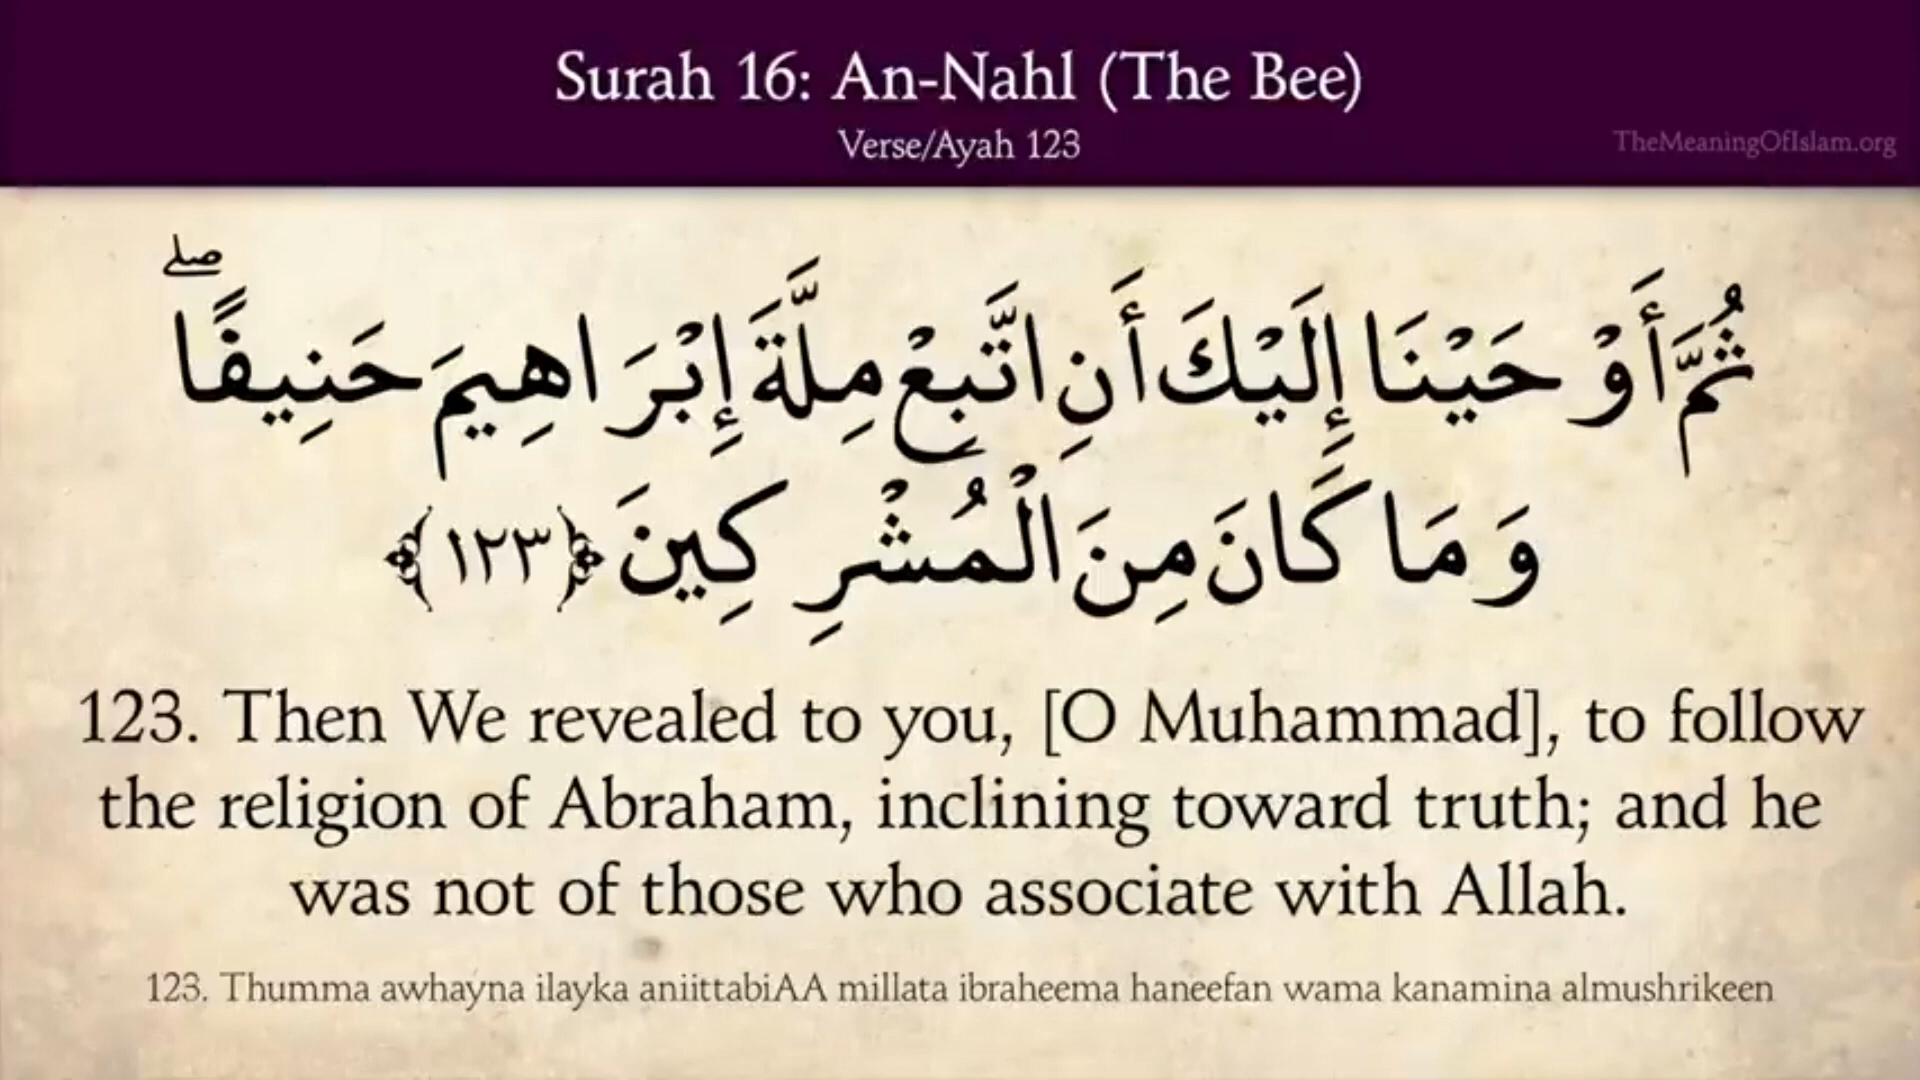 Surah 16: An-Nahl (The Bee)
Verse/Ayah 123
TheMeaningOfIslam.org
ثُمَّ أَوْحَيْنَا إِلَيْكَ أَنِ اتَّبِعْ مِلَّةَ إِبْرَاهِيمَ حَنِيفًا ۖ
وَمَا كَانَ مِنَ الْمُشْرِكِينَ ﴿١٢٣﴾
123. Then We revealed to you, [O Muhammad], to follow
the religion of Abraham, inclining toward truth; and he
was not of those who associate with Allah.
123. Thumma awhayna ilayka aniittabiAA millata ibraheema haneefan wama kanamina almushrikeen